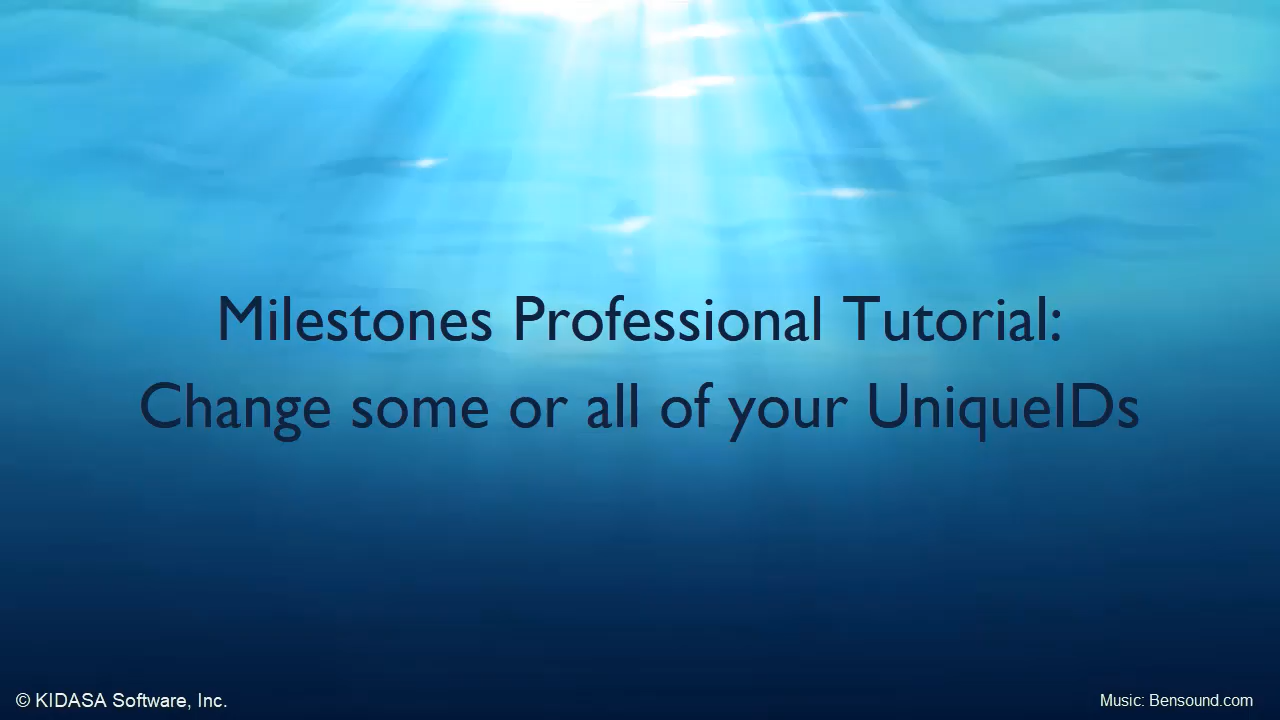 Milestones Professional Tutorial:
Change some or all of your UniqueIDs
© KIDASA Software, Inc.
Music: Bensound.com